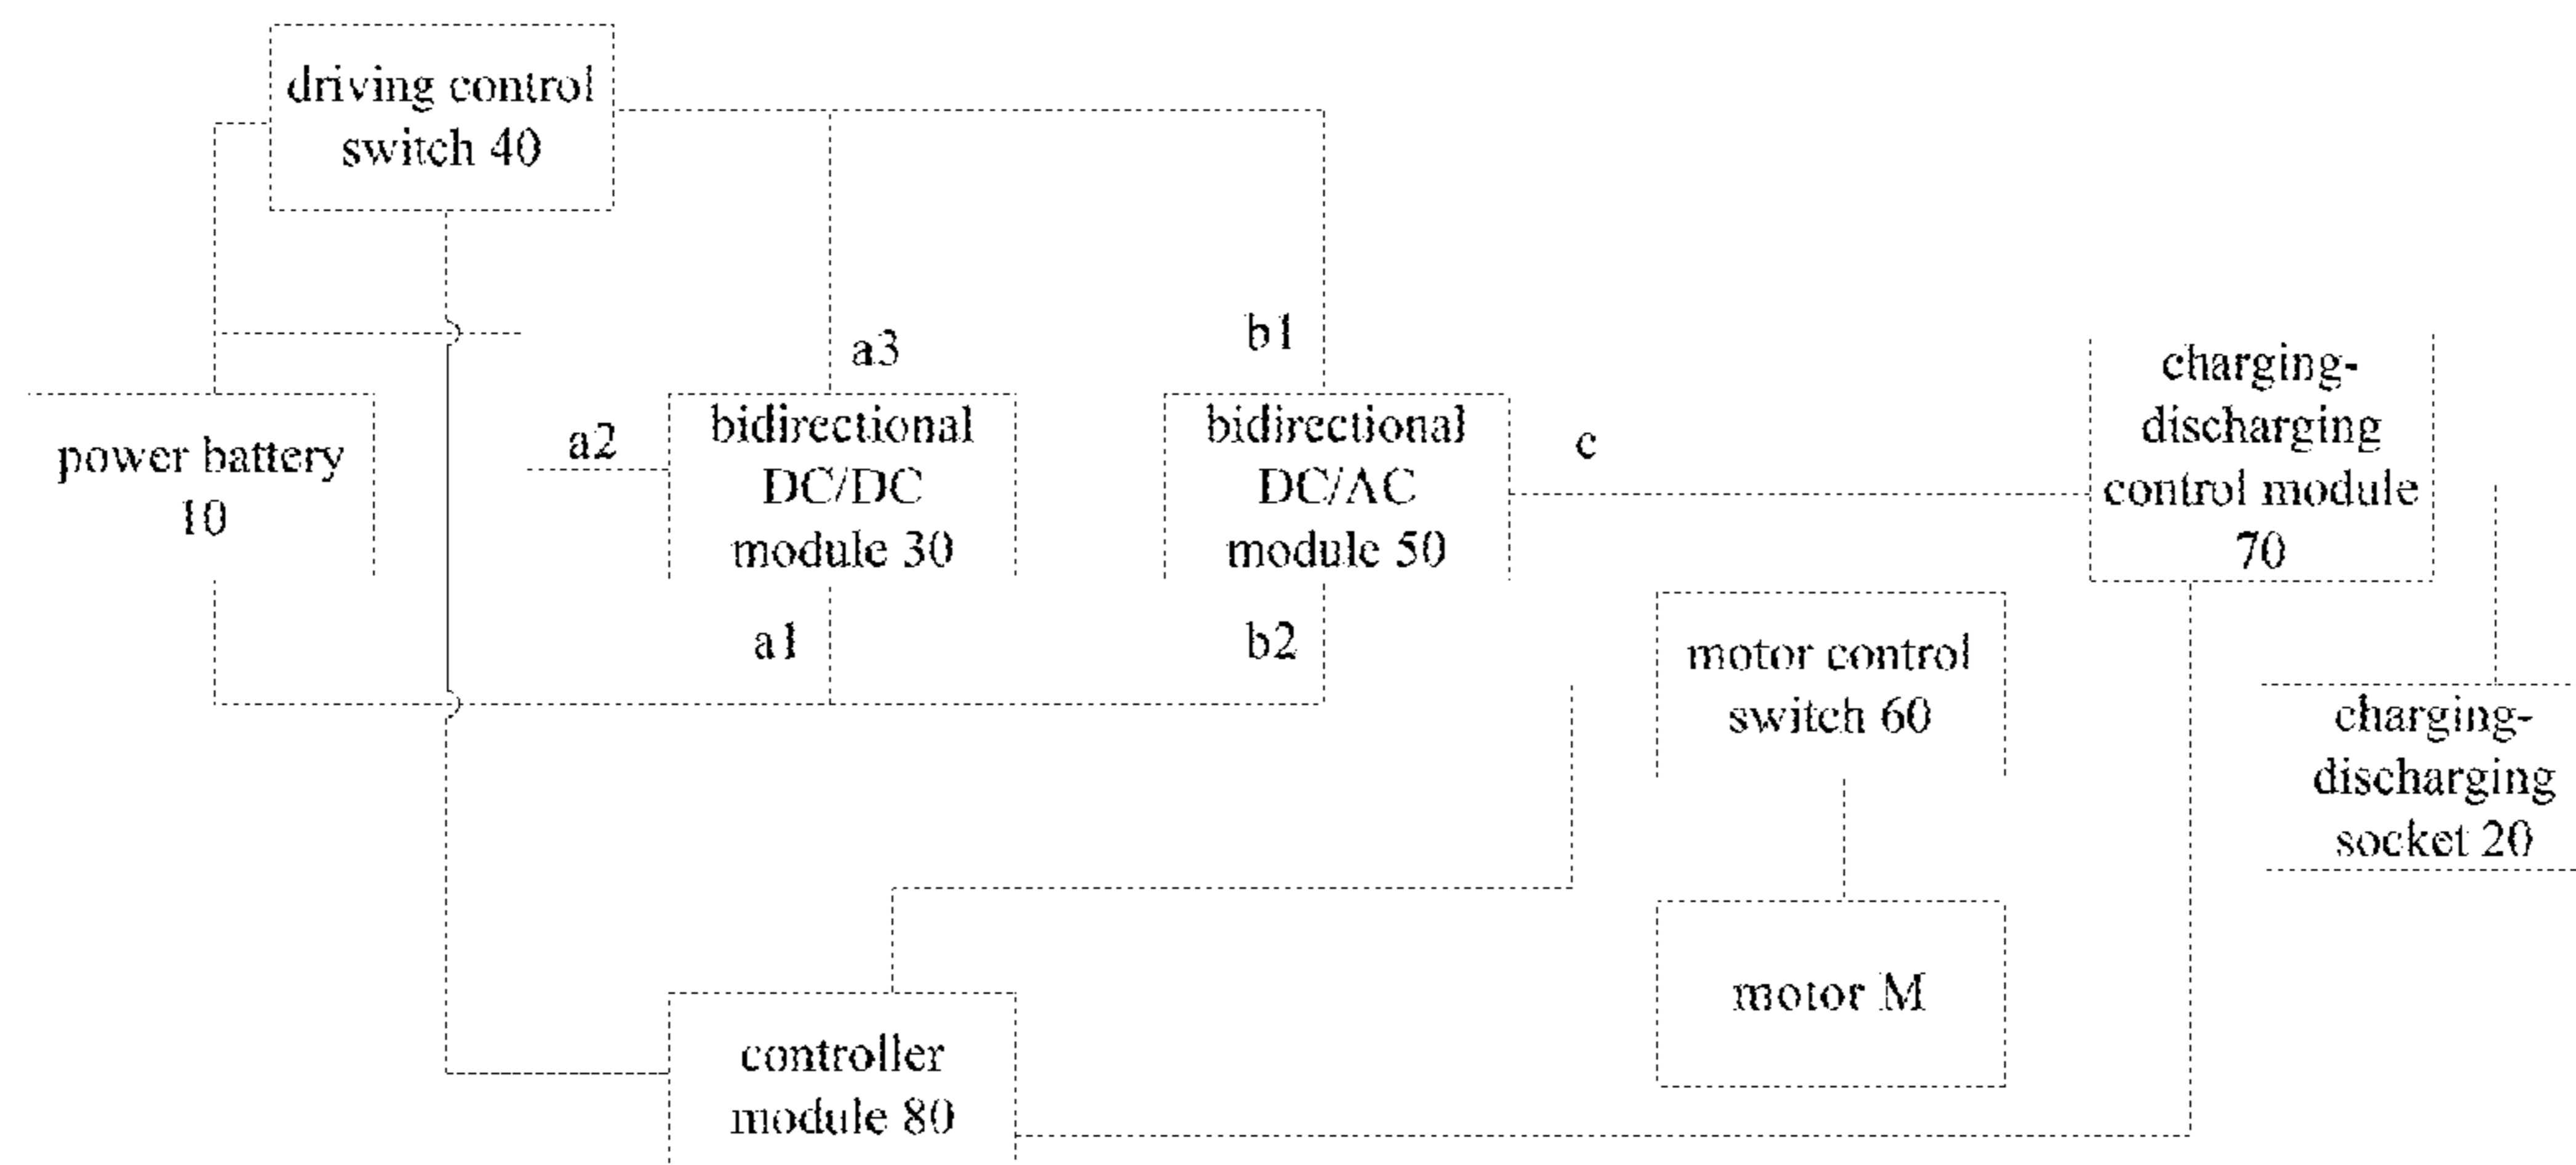 driving control
switch 40
a3
b1
power battery
10
a2
bidirectional
DC/DC
module 30
bidirectional
DC/AC
module 50
c
charging-
discharging
control module
70
a1
b2
motor control
switch 60
charging-
discharging
socket 20
motor M
controller
module 80